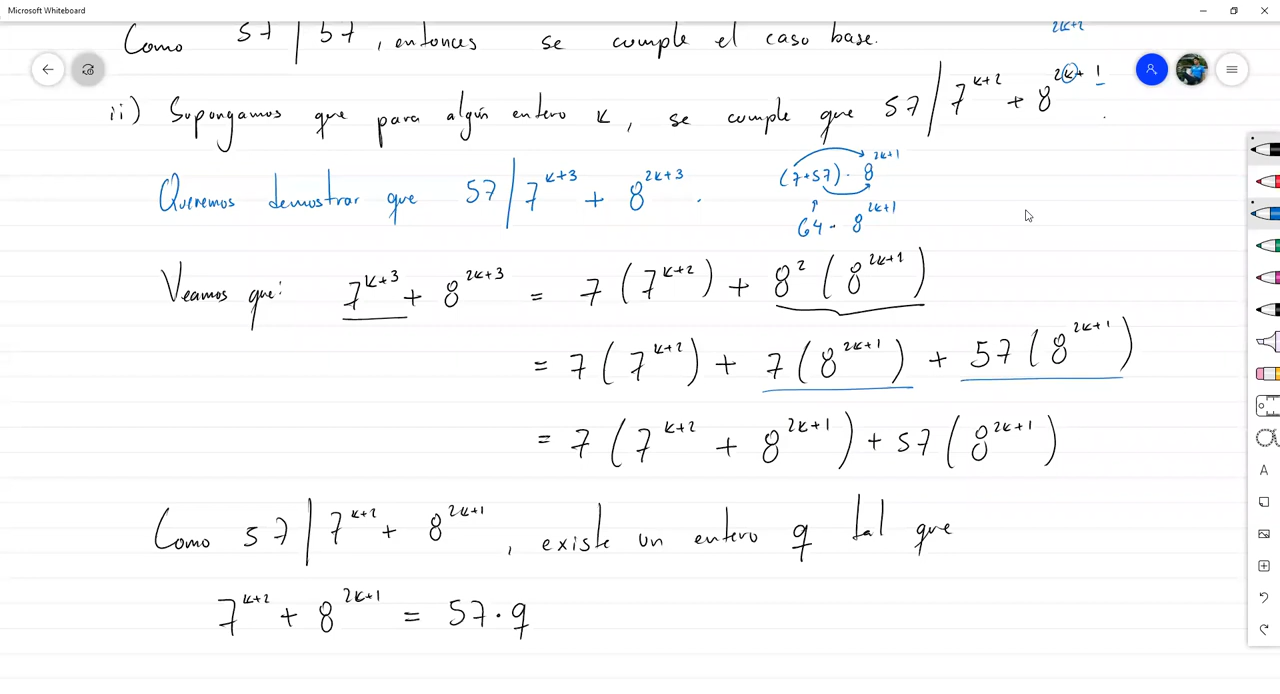 Microsoft Whiteboard
Como 57 | 57, entonces se cumple el caso base.
2k+2
ii) Supongamos que para algún entero k, se cumple que 57 | 7^{k+2} + 8^{2k+1}.
Queremos demostrar que 57 | 7^{k+3} + 8^{2k+3}.
(7+57) · 8^{2k+1}
64 · 8^{2k+1}
Veamos que: 7^{k+3} + 8^{2k+3} = 7(7^{k+2}) + 8^2(8^{2k+1})
= 7(7^{k+2}) + 7(8^{2k+1}) + 57(8^{2k+1})
= 7(7^{k+2} + 8^{2k+1}) + 57(8^{2k+1})
Como 57 | 7^{k+2} + 8^{2k+1}, existe un entero q tal que
7^{k+2} + 8^{2k+1} = 57 · q